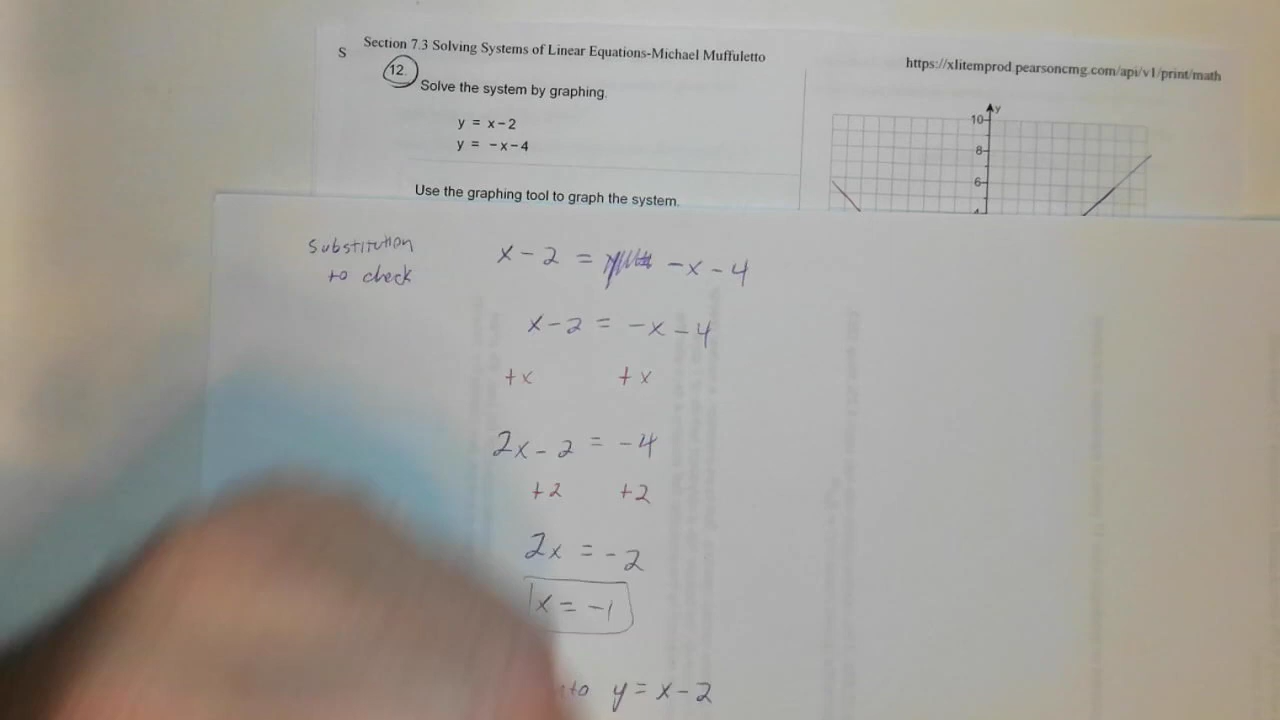 S
Section 7.3 Solving Systems of Linear Equations-Michael Muffuletto
https://xlitemprod.pearsoncmg.com/api/v1/print/math
12.
Solve the system by graphing.
y = x-2
y = -x-4
Use the graphing tool to graph the system.
y
10
8
6
4
substitution
to check
x - 2 = -x - 4
x - 2 = -x - 4
+x +x
2x - 2 = -4
+2 +2
2x = -2
x = -1
y = x - 2